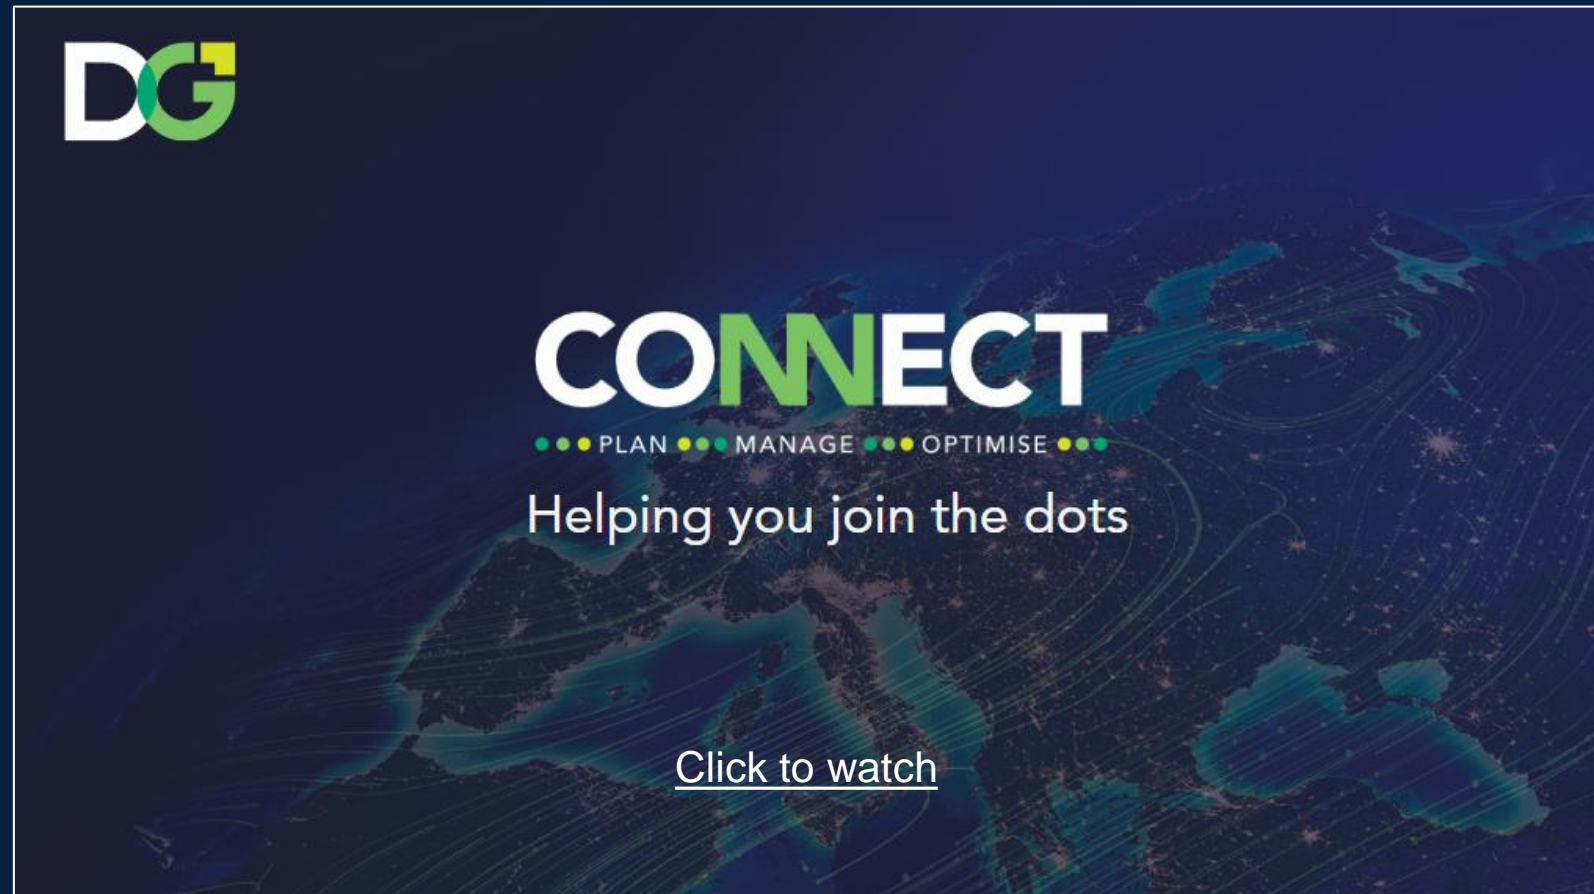 DG
CONNECT
PLAN MANAGE OPTIMISE
Helping you join the dots
Click to watch